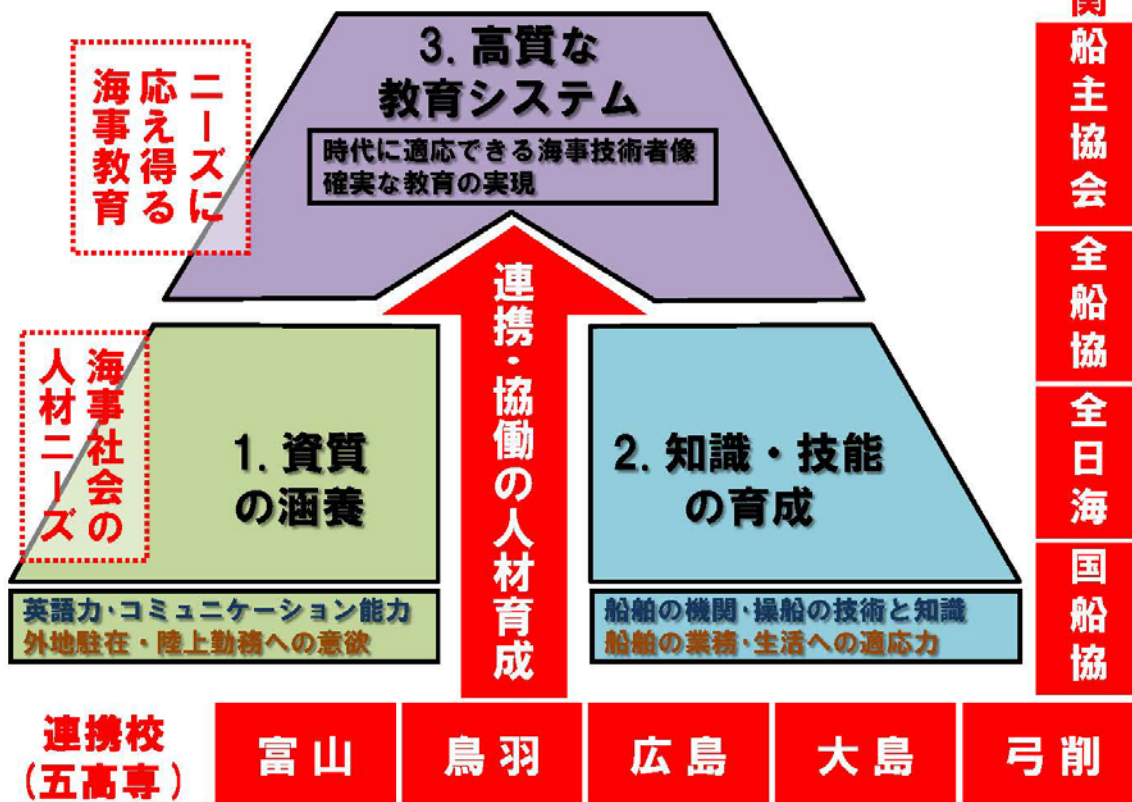 3. 高質な
教育システム
時代に適応できる海事技術者像
確実な教育の実現
ニーズに
応え得る
海事教育
連携・協働の人材育成
海事社会の
人材ニーズ
1. 資質
の涵養
2. 知識・技能
の育成
英語力・コミュニケーション能力
外地駐在・陸上勤務への意欲
船舶の機関・操船の技術と知識
船舶の業務・生活への適応力
関
船主協会
全船協
全日海
国船協
連携校
(五高専)
富山
鳥羽
広島
大島
弓削